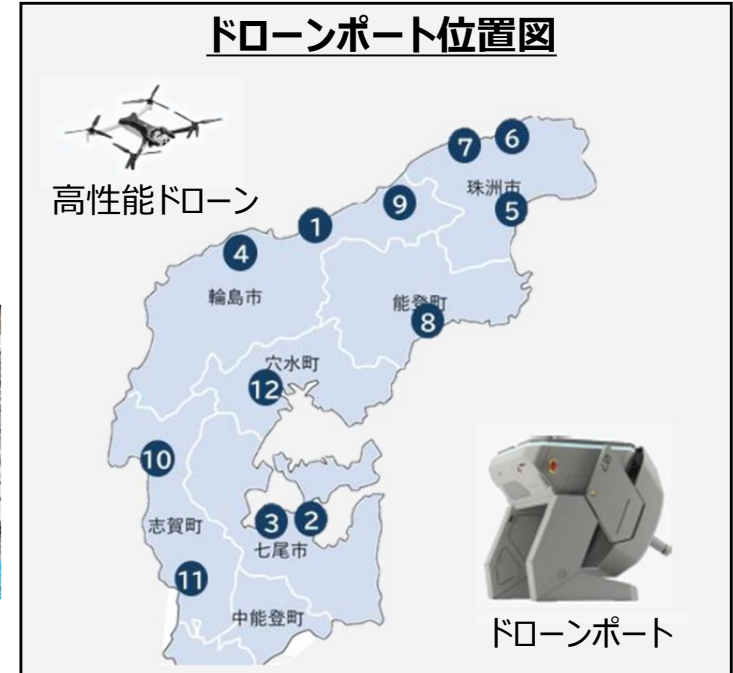 ドローンポート位置図
高性能ドローン
7
6
珠洲市
9
5
1
4
輪島市
能登町
8
穴水町
12
10
志賀町
3
2
七尾市
11
中能登町
ドローンポート